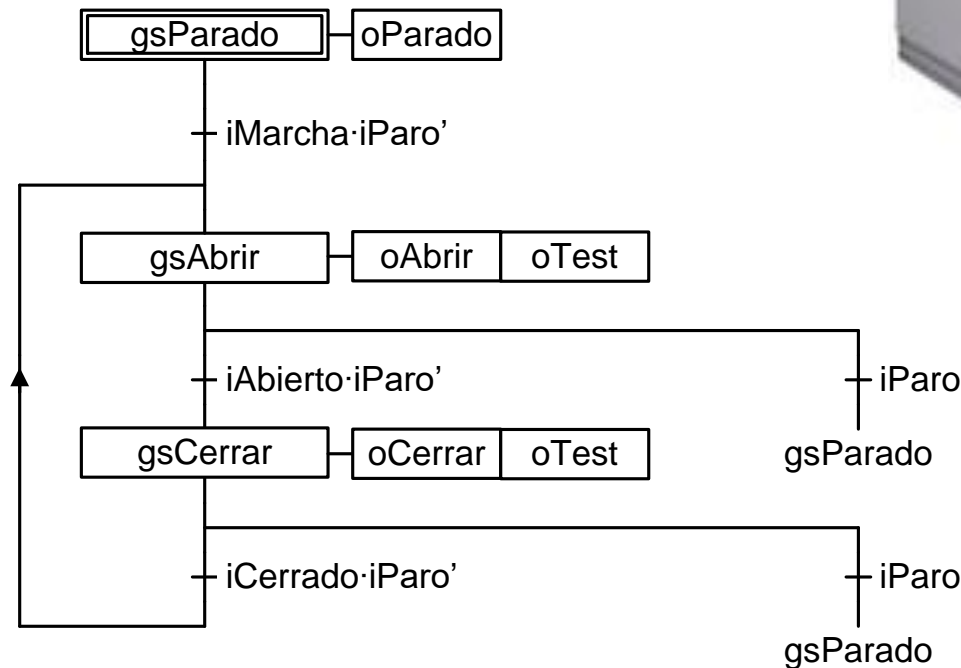 gsParado oParado
iMarcha·iParo’
gsAbrir oAbrir oTest
iAbierto·iParo’ iParo
gsCerrar oCerrar oTest
gsParado
iCerrado·iParo’ iParo
gsParado